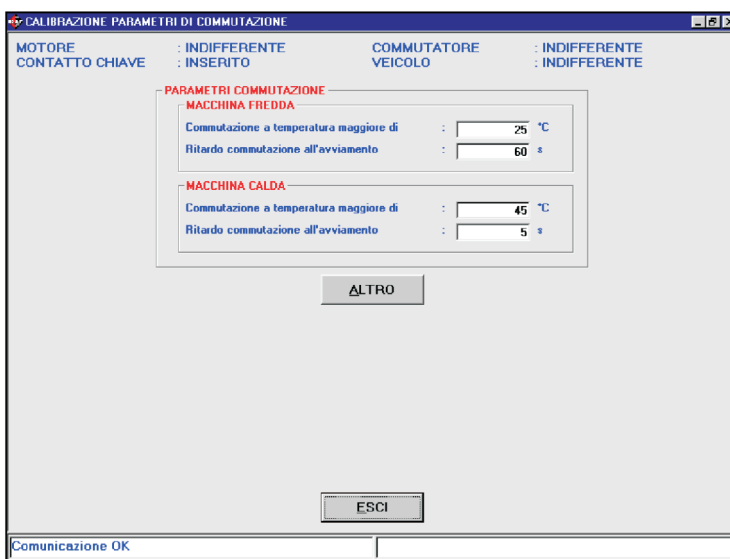 CALIBRAZIONE PARAMETRI DI COMMUTAZIONE
MOTORE : INDIFFERENTE COMMUTATORE : INDIFFERENTE
CONTATTO CHIAVE : INSERITO VEICOLO : INDIFFERENTE
PARAMETRI COMMUTAZIONE
MACCHINA FREDDA
Commutazione a temperatura maggiore di : 25 °C
Ritardo commutazione all'avviamento : 60 s
MACCHINA CALDA
Commutazione a temperatura maggiore di : 45 °C
Ritardo commutazione all'avviamento : 5 s
ALTRO
ESCI
Comunicazione OK